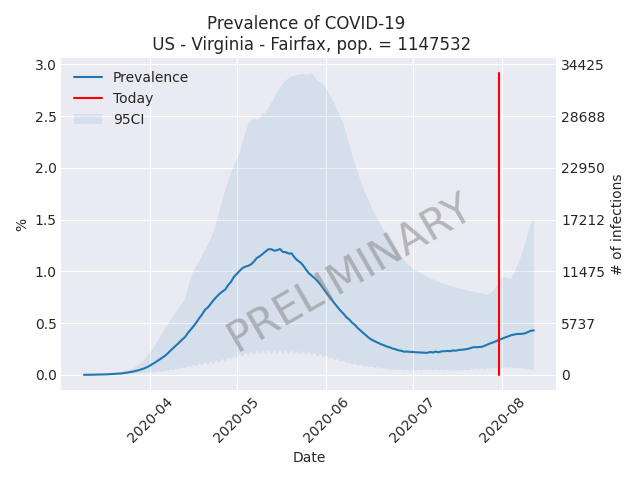 Prevalence of COVID-19
US - Virginia - Fairfax, pop. = 1147532
Prevalence
Today
95CI
3.0
2.5
2.0
1.5
1.0
0.5
0.0
%
34425
28688
22950
17212
11475
5737
0
# of infections
PRELIMINARY
2020-04
2020-05
2020-06
2020-07
2020-08
Date